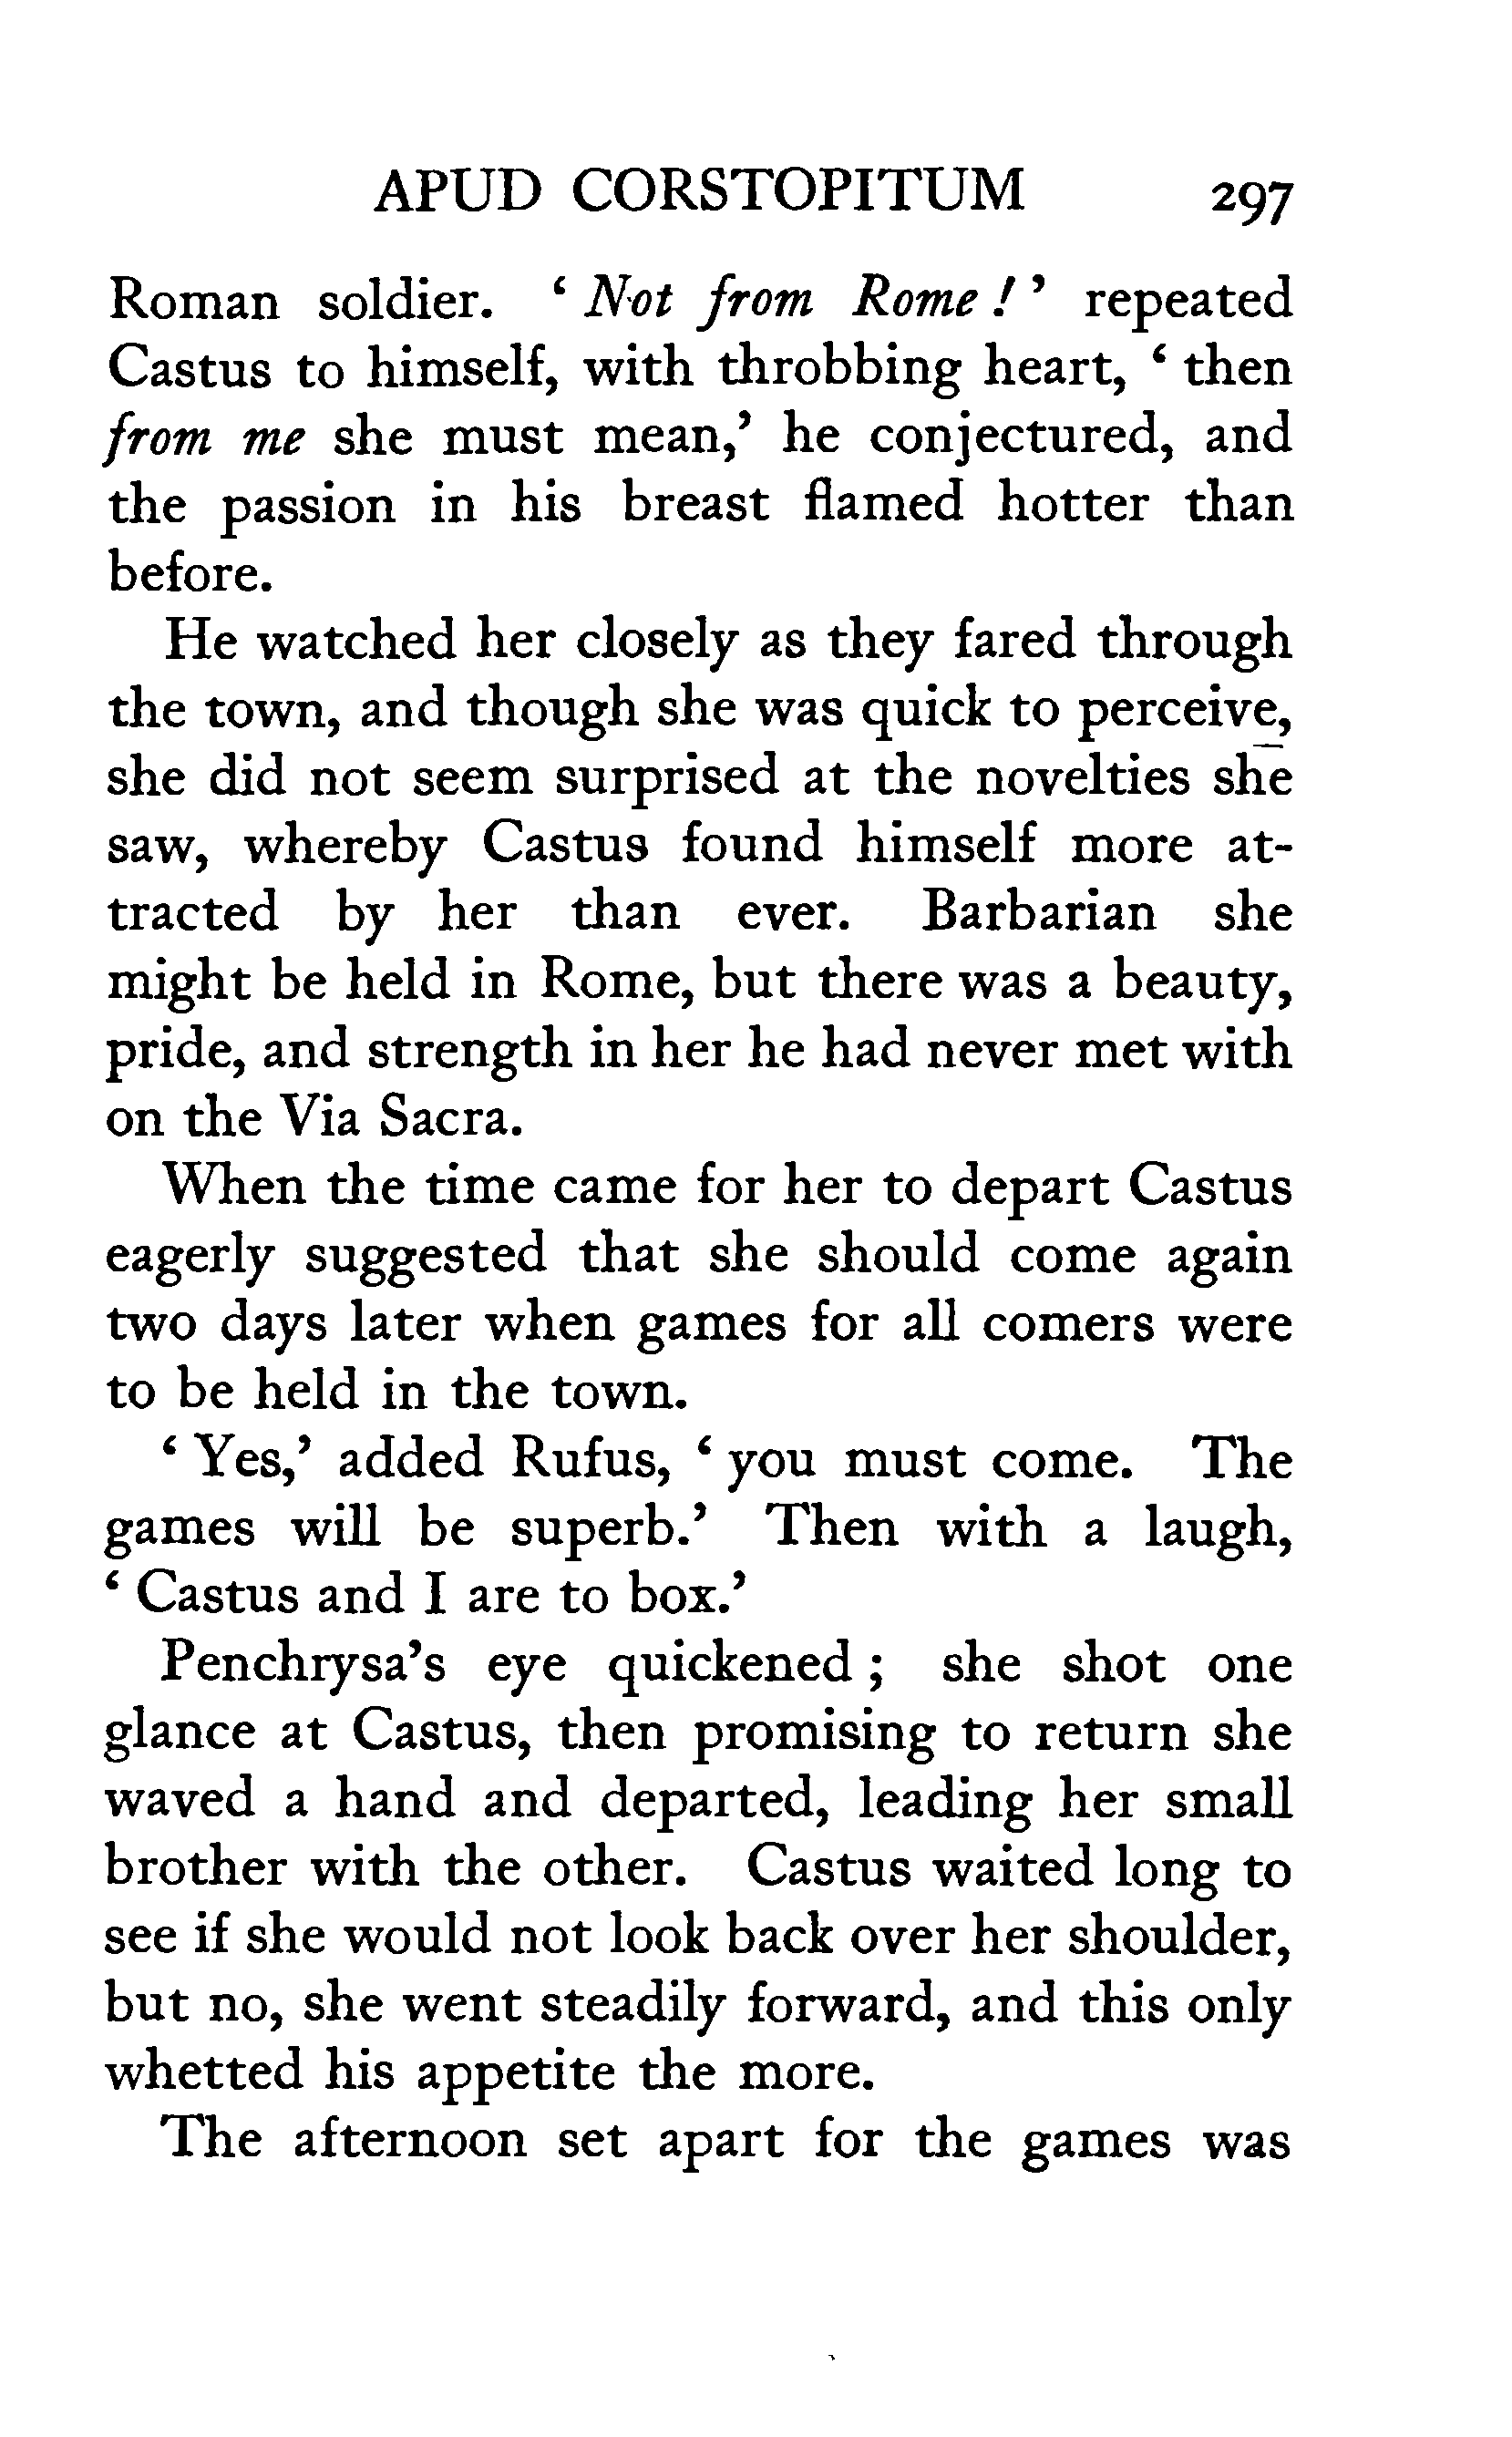 APUD CORSTOPITUM 297
Roman soldier. ‘ Not from Rome ! ’ repeated
Castus to himself, with throbbing heart, ‘ then
from me she must mean,’ he conjectured, and
the passion in his breast flamed hotter than
before.
He watched her closely as they fared through
the town, and though she was quick to perceive,
she did not seem surprised at the novelties she
saw, whereby Castus found himself more at-
tracted by her than ever. Barbarian she
might be held in Rome, but there was a beauty,
pride, and strength in her he had never met with
on the Via Sacra.
When the time came for her to depart Castus
eagerly suggested that she should come again
two days later when games for all comers were
to be held in the town.
‘ Yes,’ added Rufus, ‘ you must come. The
games will be superb.’ Then with a laugh,
‘ Castus and I are to box.’
Penchrysa’s eye quickened ; she shot one
glance at Castus, then promising to return she
waved a hand and departed, leading her small
brother with the other. Castus waited long to
see if she would not look back over her shoulder,
but no, she went steadily forward, and this only
whetted his appetite the more.
The afternoon set apart for the games was